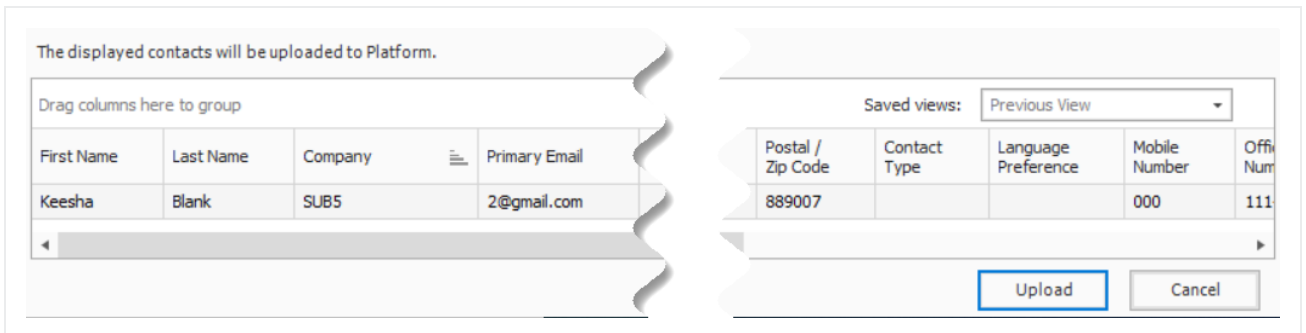 The displayed contacts will be uploaded to Platform.
Drag columns here to group Saved views: Previous View
First Name Last Name Company Primary Email Postal / Zip Code Contact Type Language Preference Mobile Number
Keesha Blank SUB5 2@gmail.com 889007 000 111
Upload Cancel